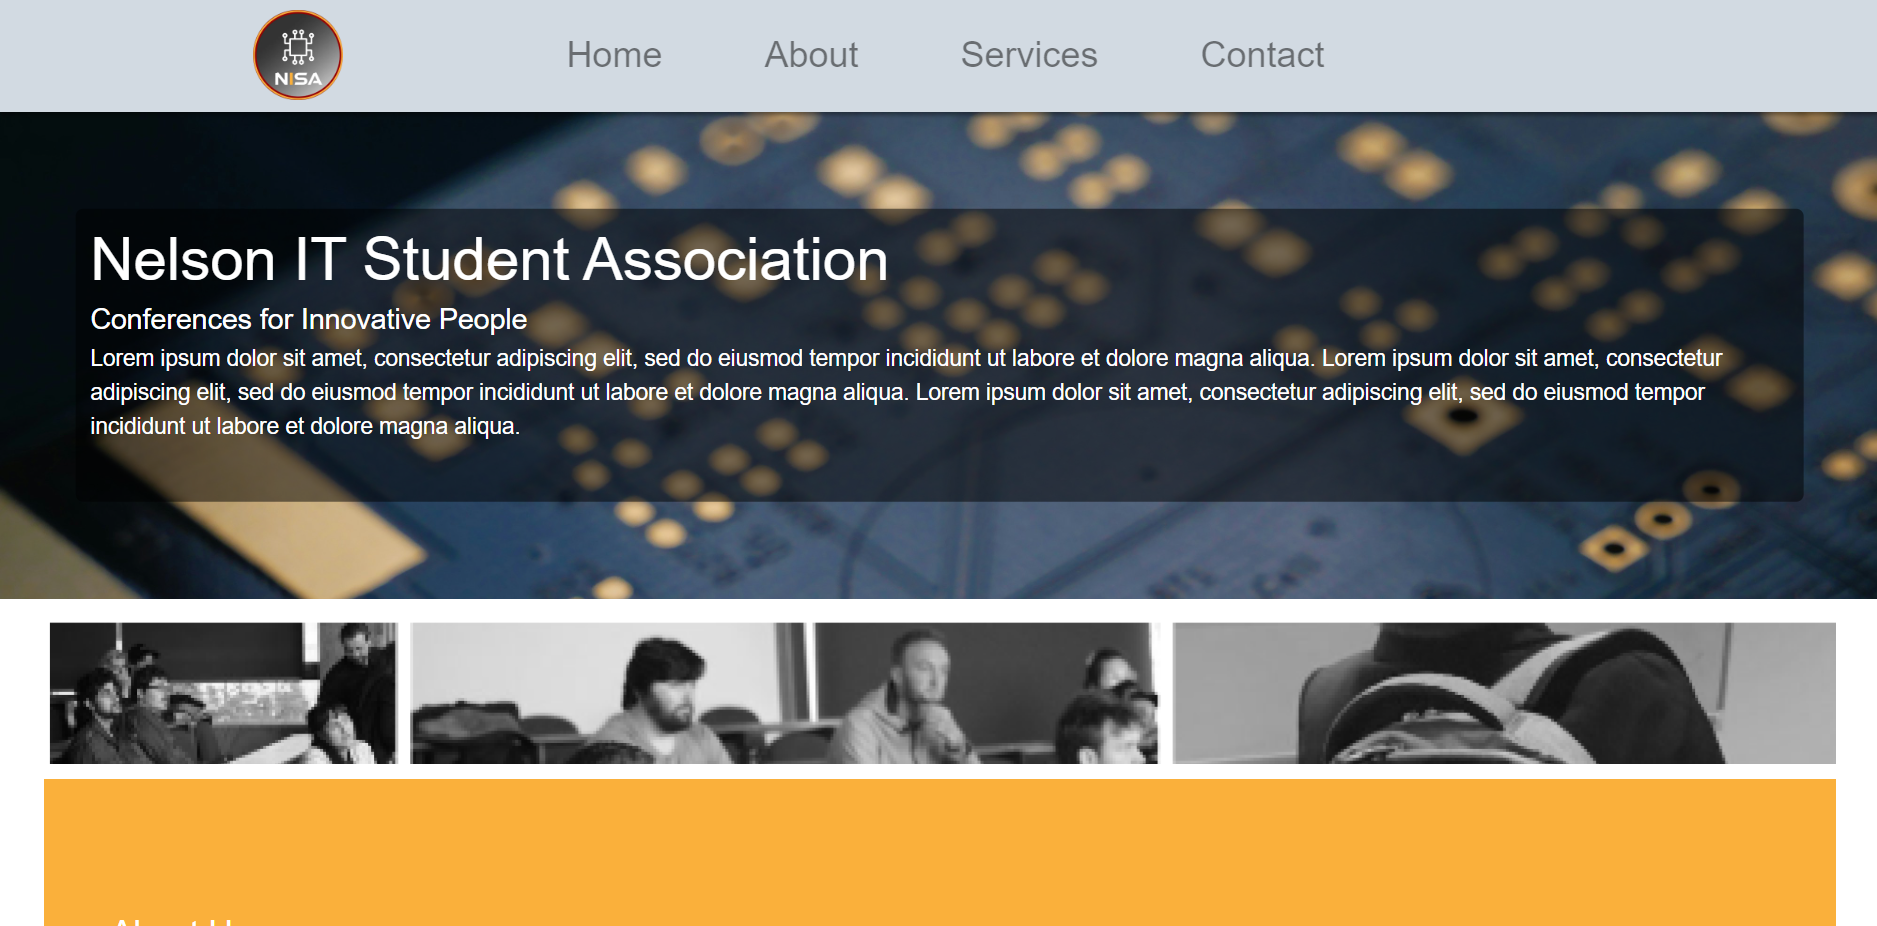 NISA
Home About Services Contact
Nelson IT Student Association
Conferences for Innovative People
Lorem ipsum dolor sit amet, consectetur adipiscing elit, sed do eiusmod tempor incididunt ut labore et dolore magna aliqua. Lorem ipsum dolor sit amet, consectetur
adipiscing elit, sed do eiusmod tempor incididunt ut labore et dolore magna aliqua. Lorem ipsum dolor sit amet, consectetur adipiscing elit, sed do eiusmod tempor
incididunt ut labore et dolore magna aliqua.